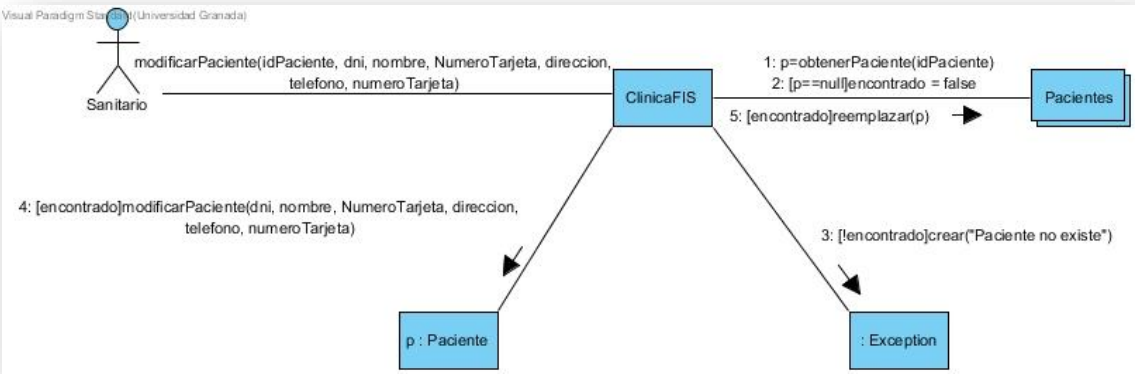 Visual Paradigm Standard(Universidad Granada)
modificarPaciente(idPaciente, dni, nombre, NumeroTarjeta, direccion,
telefono, numeroTarjeta)
Sanitario
ClinicaFIS
1: p=obtenerPaciente(idPaciente)
2: [p==null]encontrado = false
5: [encontrado]reemplazar(p)
Pacientes
4: [encontrado]modificarPaciente(dni, nombre, NumeroTarjeta, direccion,
telefono, numeroTarjeta)
3: [!encontrado]crear("Paciente no existe")
p : Paciente
: Exception